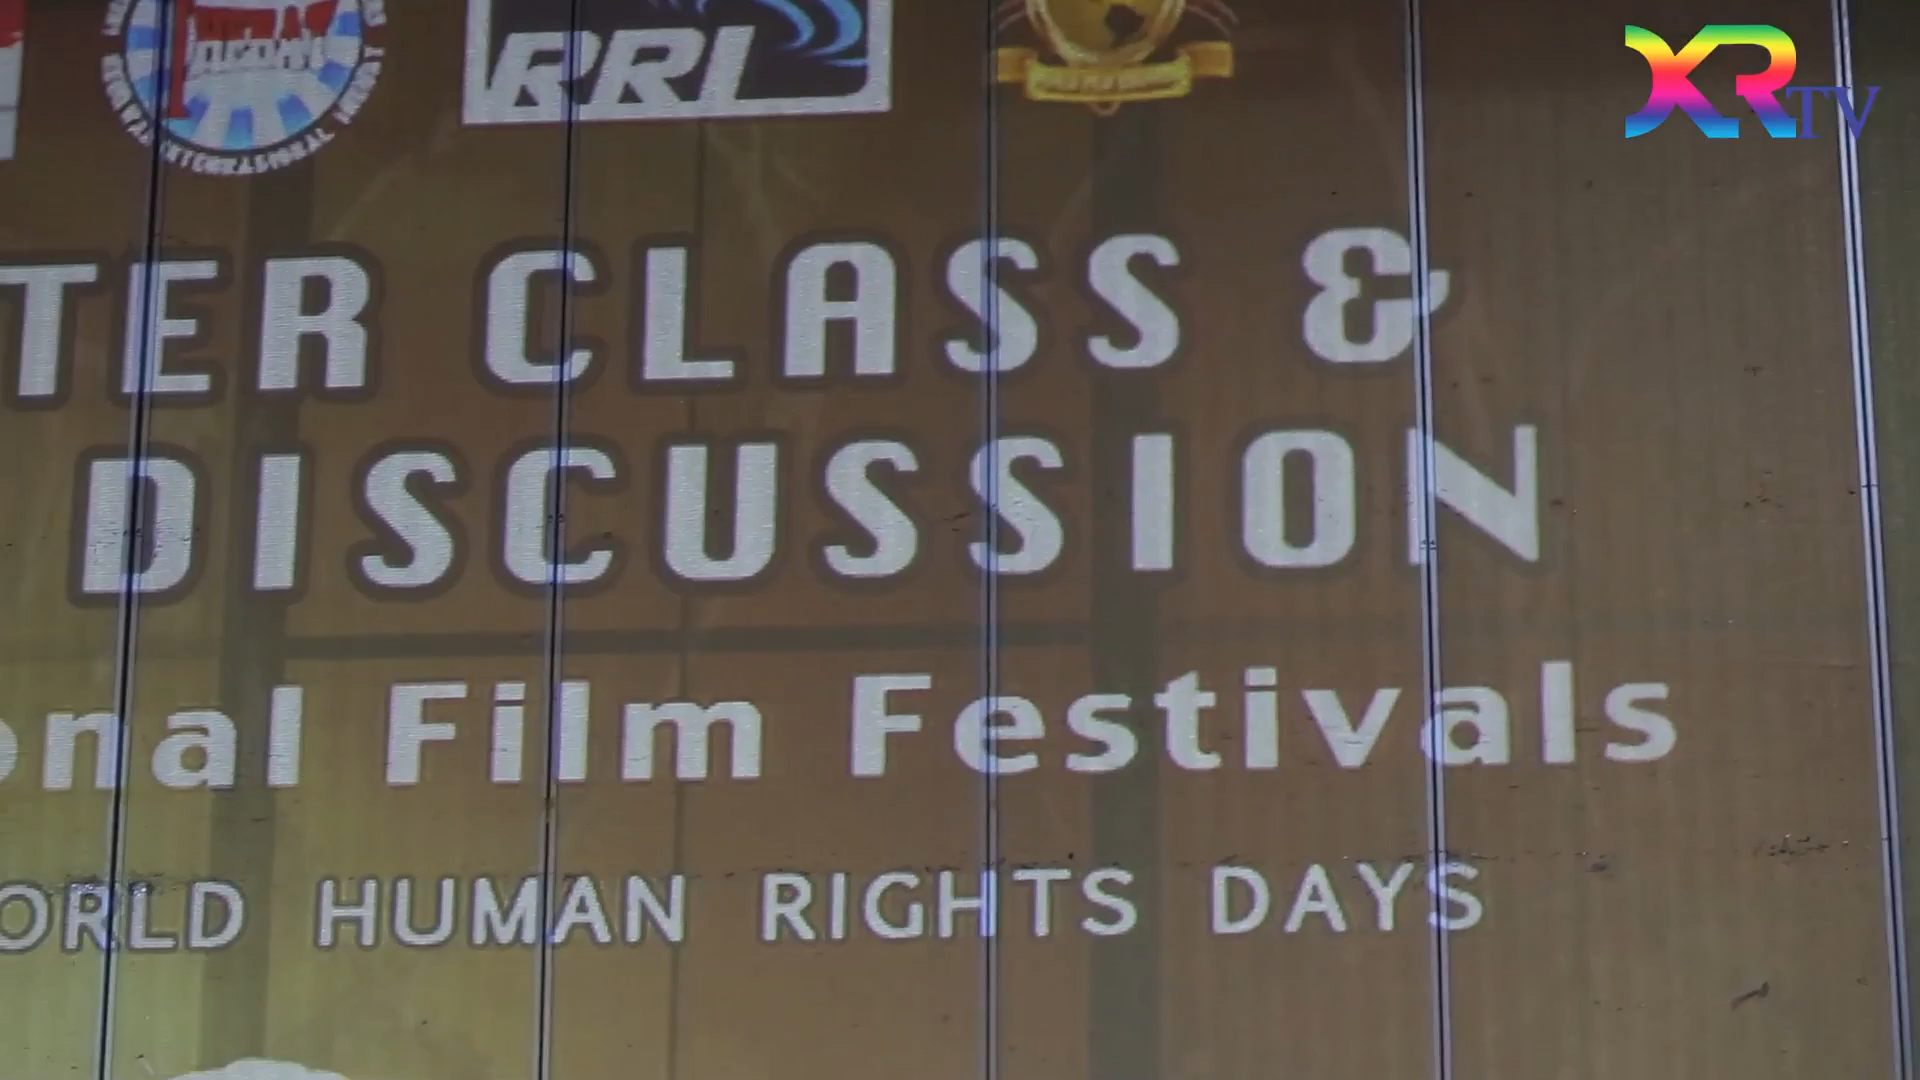 RRI
XRTV
TER CLASS &
DISCUSSION
onal Film Festivals
ORLD HUMAN RIGHTS DAYS